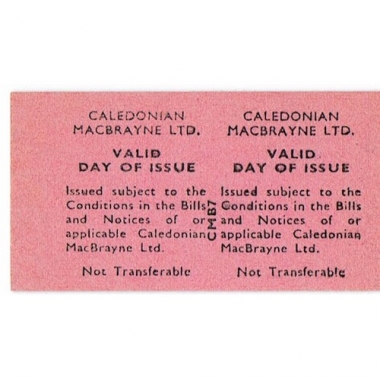 CALEDONIAN
MACBRAYNE LTD.
VALID
DAY OF ISSUE
Issued subject to the
Conditions in the Bills
and Notices of or
applicable Caledonian
MacBrayne Ltd.
Not Transferable
CMB7
CALEDONIAN
MACBRAYNE LTD.
VALID
DAY OF ISSUE
Issued subject to the
Conditions in the Bills
and Notices of or
applicable Caledonian
MacBrayne Ltd.
Not Transferable